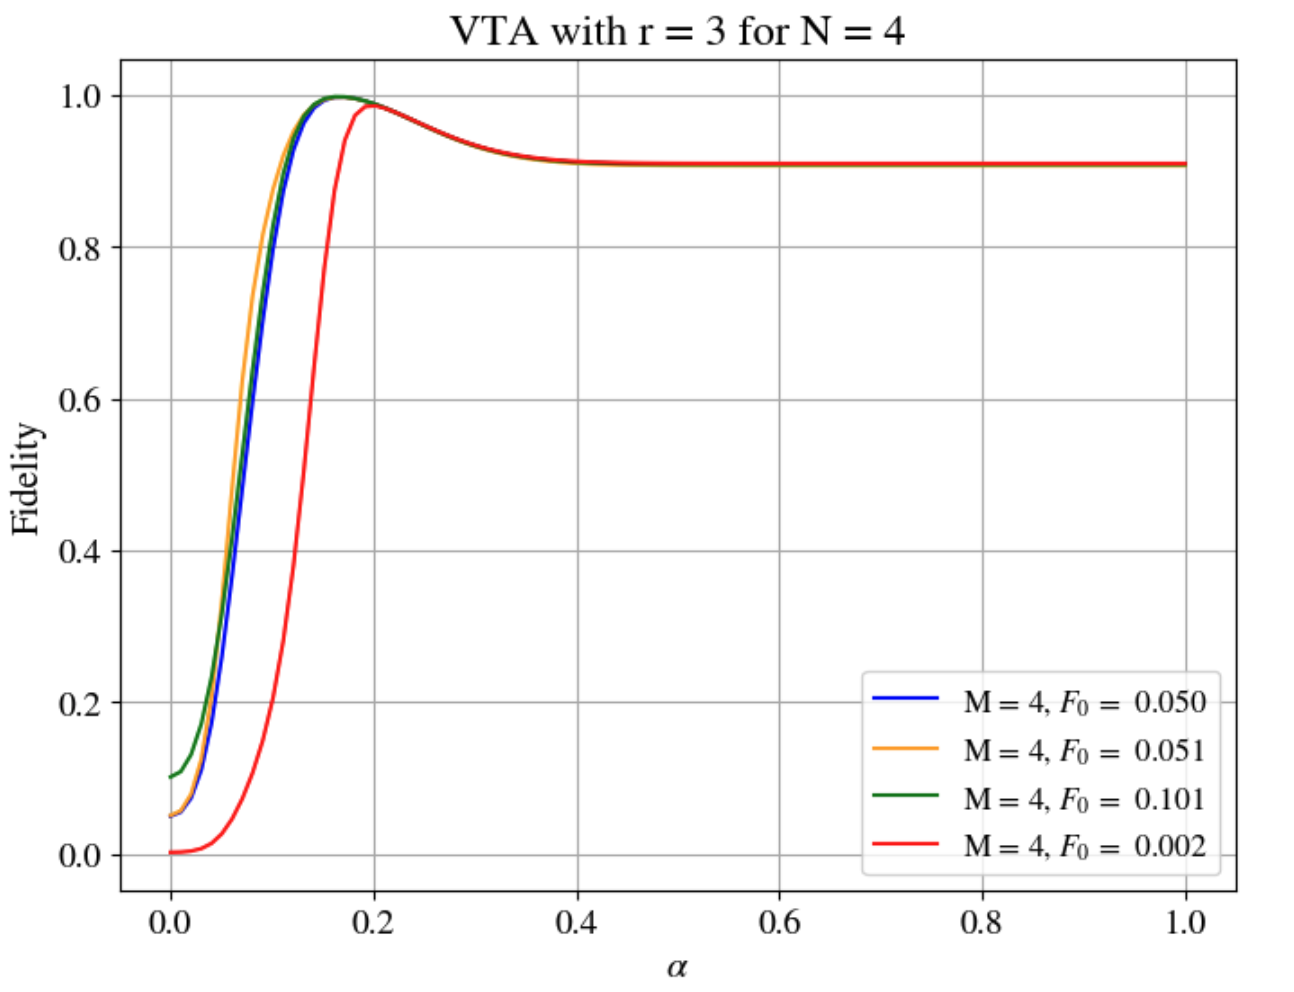 VTA with r = 3 for N = 4
Fidelity
1.0
0.8
0.6
0.4
0.2
0.0
0.0 0.2 0.4 0.6 0.8 1.0
α
M = 4, F₀ = 0.050
M = 4, F₀ = 0.051
M = 4, F₀ = 0.101
M = 4, F₀ = 0.002